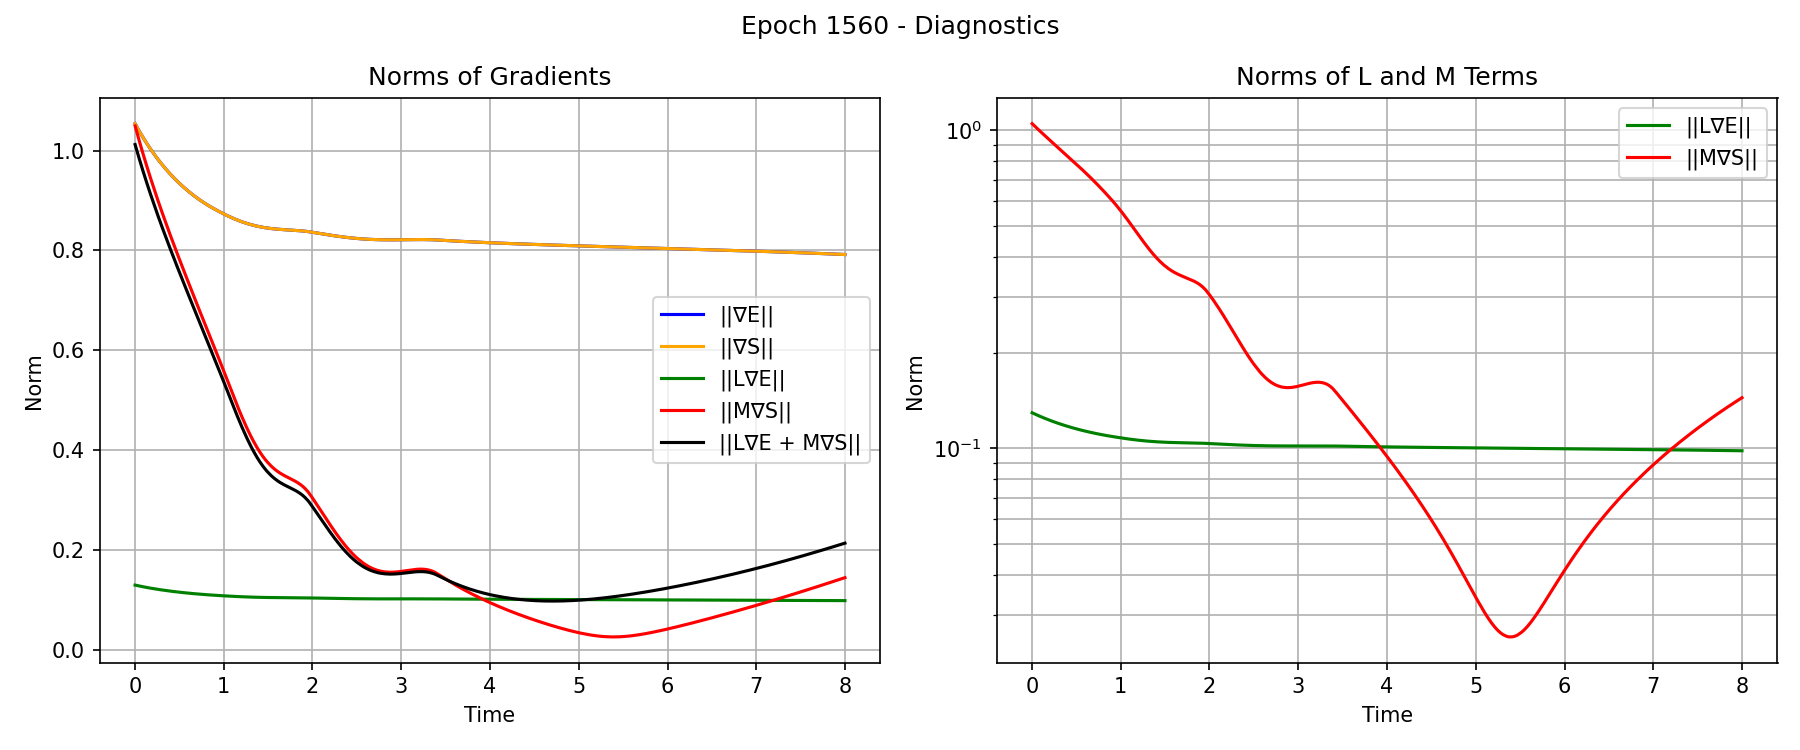 Epoch 1560 - Diagnostics
Norms of Gradients
Norm
1.0
0.8
0.6
0.4
0.2
0.0
||∇E||
||∇S||
||L∇E||
||M∇S||
||L∇E + M∇S||
0 1 2 3 4 5 6 7 8
Time
Norms of L and M Terms
Norm
10⁰
10⁻¹
||L∇E||
||M∇S||
0 1 2 3 4 5 6 7 8
Time